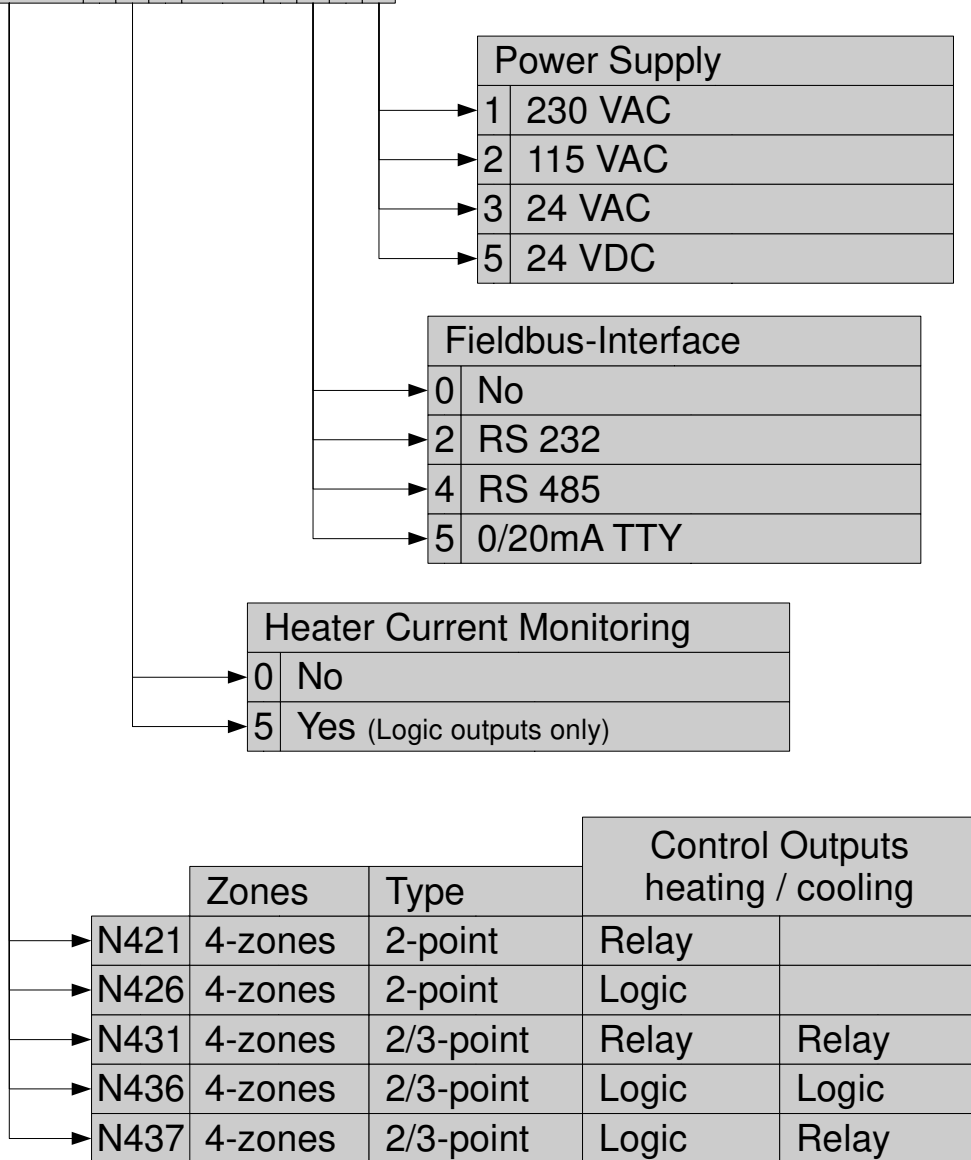 Power Supply
1 230 VAC
2 115 VAC
3 24 VAC
5 24 VDC
Fieldbus-Interface
0 No
2 RS 232
4 RS 485
5 0/20mA TTY
Heater Current Monitoring
0 No
5 Yes (Logic outputs only)
Control Outputs
Zones Type heating / cooling
N421 4-zones 2-point Relay
N426 4-zones 2-point Logic
N431 4-zones 2/3-point Relay Relay
N436 4-zones 2/3-point Logic Logic
N437 4-zones 2/3-point Logic Relay